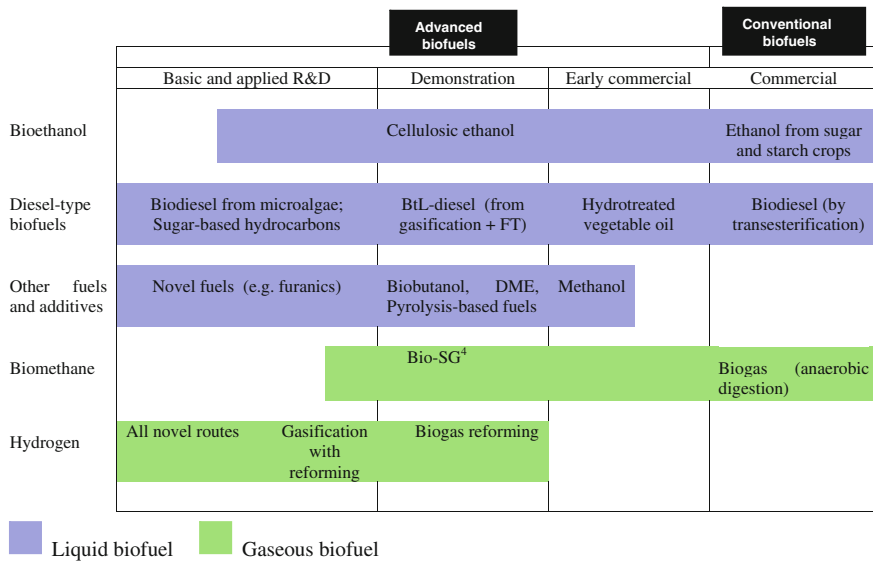 Advanced
biofuels
Conventional
biofuels
Basic and applied R&D
Demonstration
Early commercial
Commercial
Bioethanol
Cellulosic ethanol
Ethanol from sugar
and starch crops
Diesel-type
biofuels
Biodiesel from microalgae;
Sugar-based hydrocarbons
BtL-diesel (from
gasification + FT)
Hydrotreated
vegetable oil
Biodiesel (by
transesterification)
Other fuels
and additives
Novel fuels (e.g. furanics)
Biobutanol, DME,
Pyrolysis-based fuels
Methanol
Biomethane
Bio-SG⁴
Biogas (anaerobic
digestion)
Hydrogen
All novel routes
Gasification
with
reforming
Biogas reforming
Liquid biofuel
Gaseous biofuel